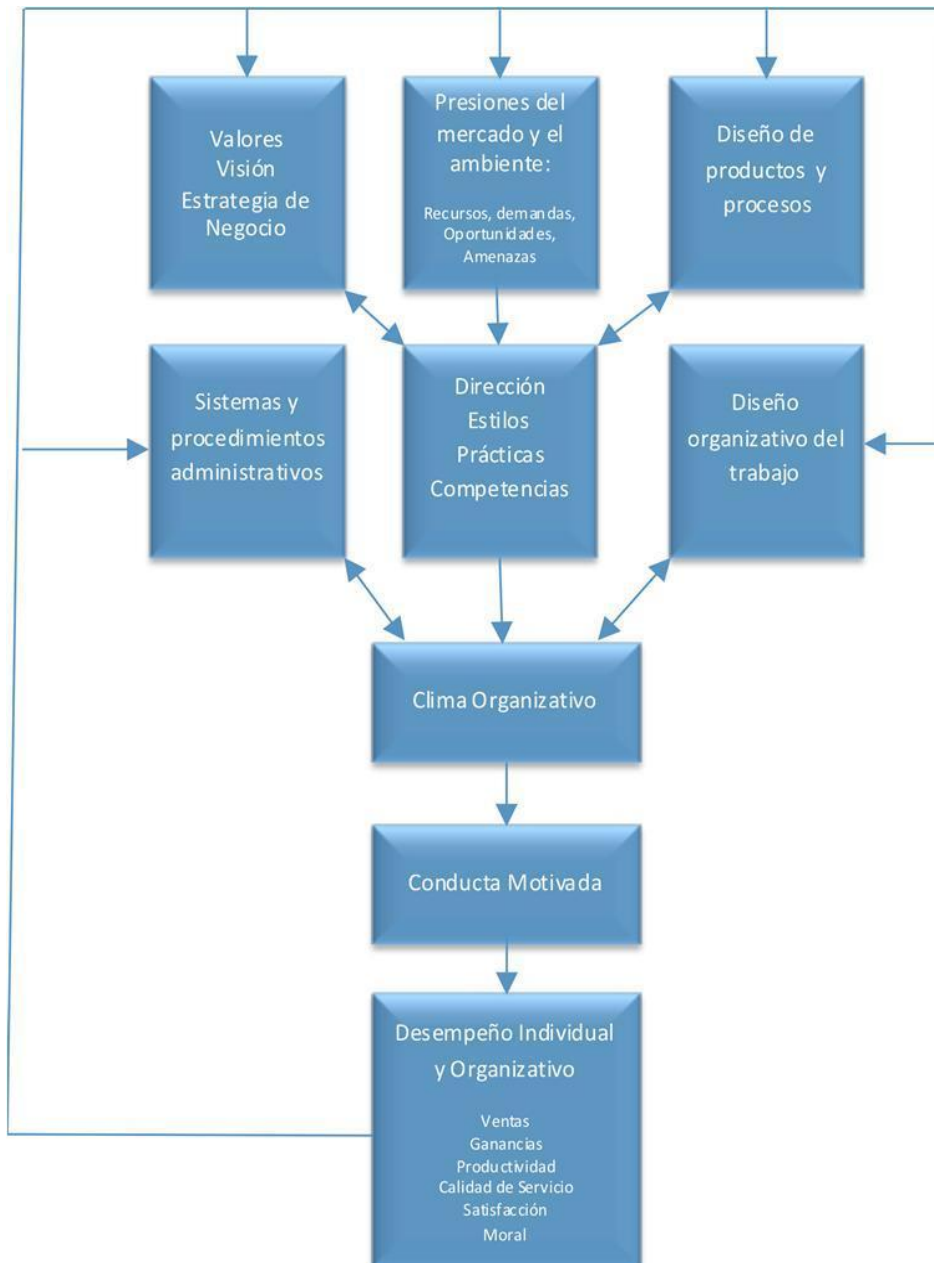 Valores
Visión
Estrategia de
Negocio
Presiones del
mercado y el
ambiente:
Recursos, demandas,
Oportunidades,
Amenazas
Diseño de
productos y
procesos
Sistemas y
procedimientos
administrativos
Dirección
Estilos
Prácticas
Competencias
Diseño
organizativo del
trabajo
Clima Organizativo
Conducta Motivada
Desempeño Individual
y Organizativo
Ventas
Ganancias
Productividad
Calidad de Servicio
Satisfacción
Moral